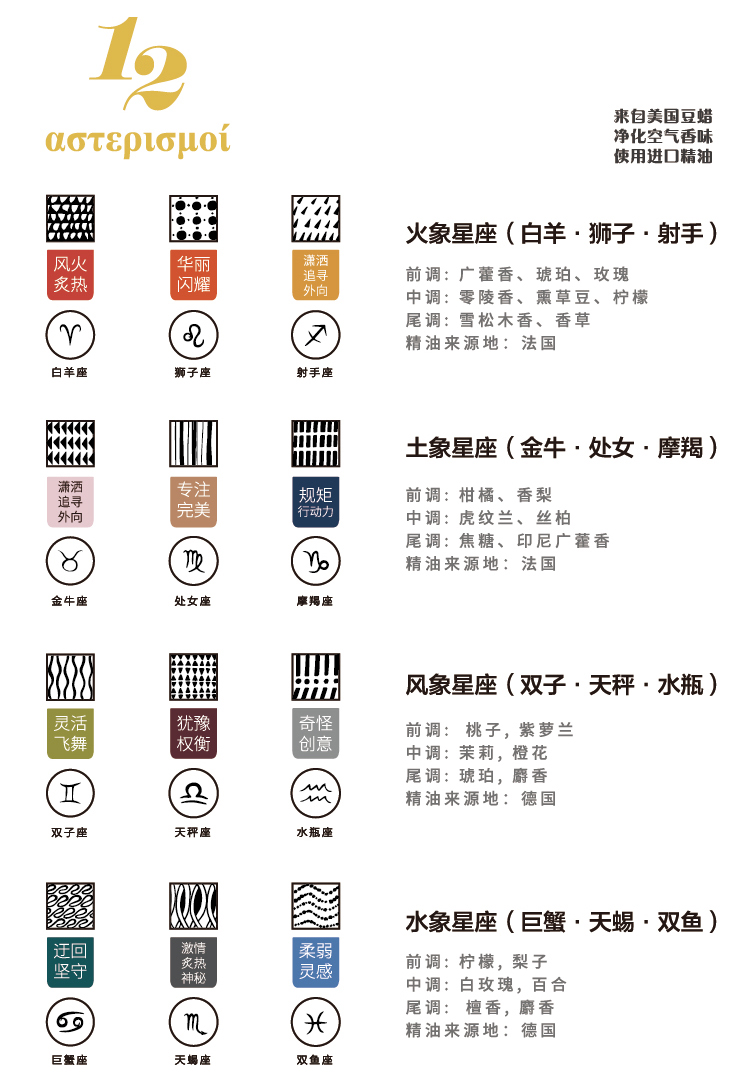 12
αστερισμοί
来自美国豆蜡
净化空气香味
使用进口精油
风火
炙热
华丽
闪耀
潇洒
追寻
外向
白羊座
狮子座
射手座
火象星座（白羊·狮子·射手）
前调：广藿香、琥珀、玫瑰
中调：零陵香、熏草豆、柠檬
尾调：雪松木香、香草
精油来源地：法国
潇洒
追寻
外向
专注
完美
规矩
行动力
金牛座
处女座
摩羯座
土象星座（金牛·处女·摩羯）
前调：柑橘、香梨
中调：虎纹兰、丝柏
尾调：焦糖、印尼广藿香
精油来源地：法国
灵活
飞舞
犹豫
权衡
奇怪
创意
双子座
天秤座
水瓶座
风象星座（双子·天秤·水瓶）
前调： 桃子, 紫萝兰
中调：茉莉, 橙花
尾调：琥珀, 麝香
精油来源地：德国
迂回
坚守
激情
炙热
神秘
柔弱
灵感
巨蟹座
天蝎座
双鱼座
水象星座（巨蟹·天蝎·双鱼）
前调：柠檬, 梨子
中调：白玫瑰, 百合
尾调： 檀香, 麝香
精油来源地：德国